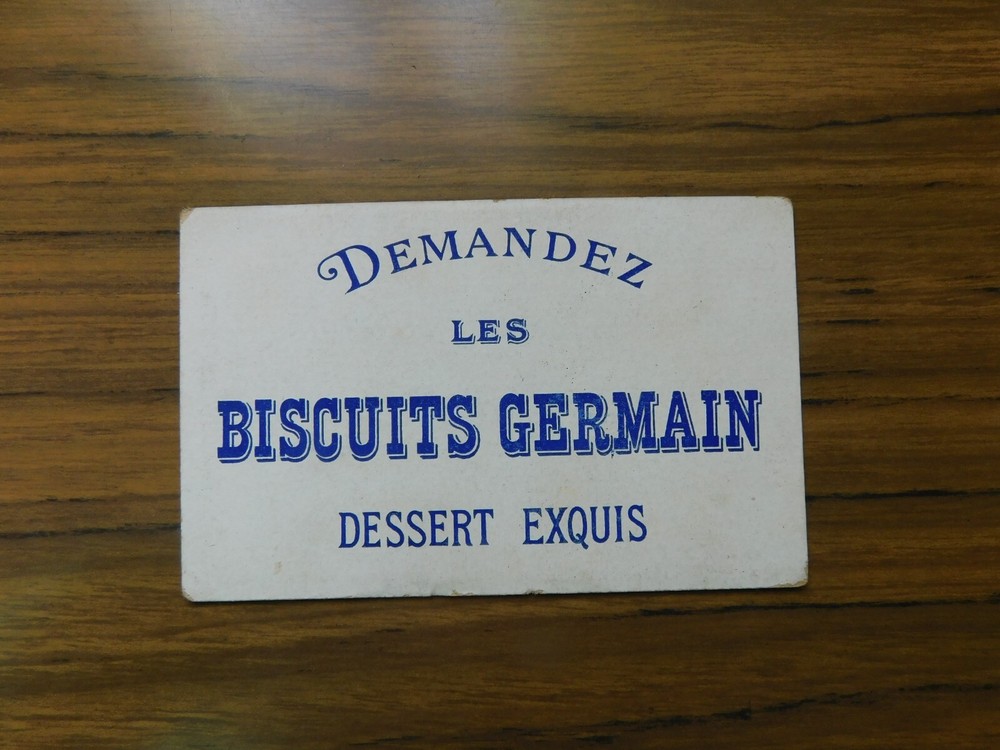 DEMANDEZ
LES
BISCUITS GERMAIN
DESSERT EXQUIS